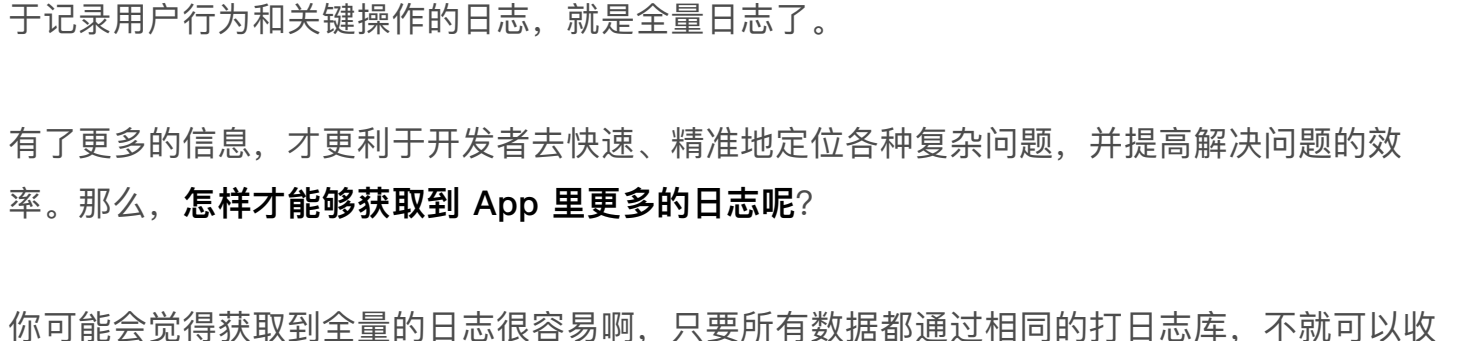 于记录用户行为和关键操作的日志，就是全量日志了。
有了更多的信息，才更利于开发者去快速、精准地定位各种复杂问题，并提高解决问题的效
率。那么，怎样才能够获取到 App 里更多的日志呢？
你可能会觉得获取到全量的日志很容易啊，只要所有数据都通过相同的打日志库，不就可以收